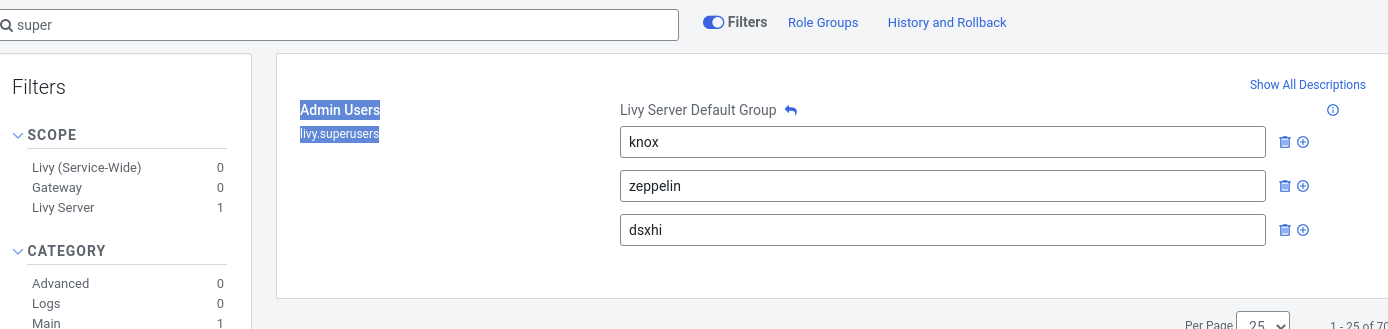 super
Filters Role Groups History and Rollback
Filters
SCOPE
Livy (Service-Wide) 0
Gateway 0
Livy Server 1
CATEGORY
Advanced 0
Logs 0
Main 1
Show All Descriptions
Admin Users
livy.superusers
Livy Server Default Group
knox
zeppelin
dsxhi
Per Page 25 1 - 25 of 70